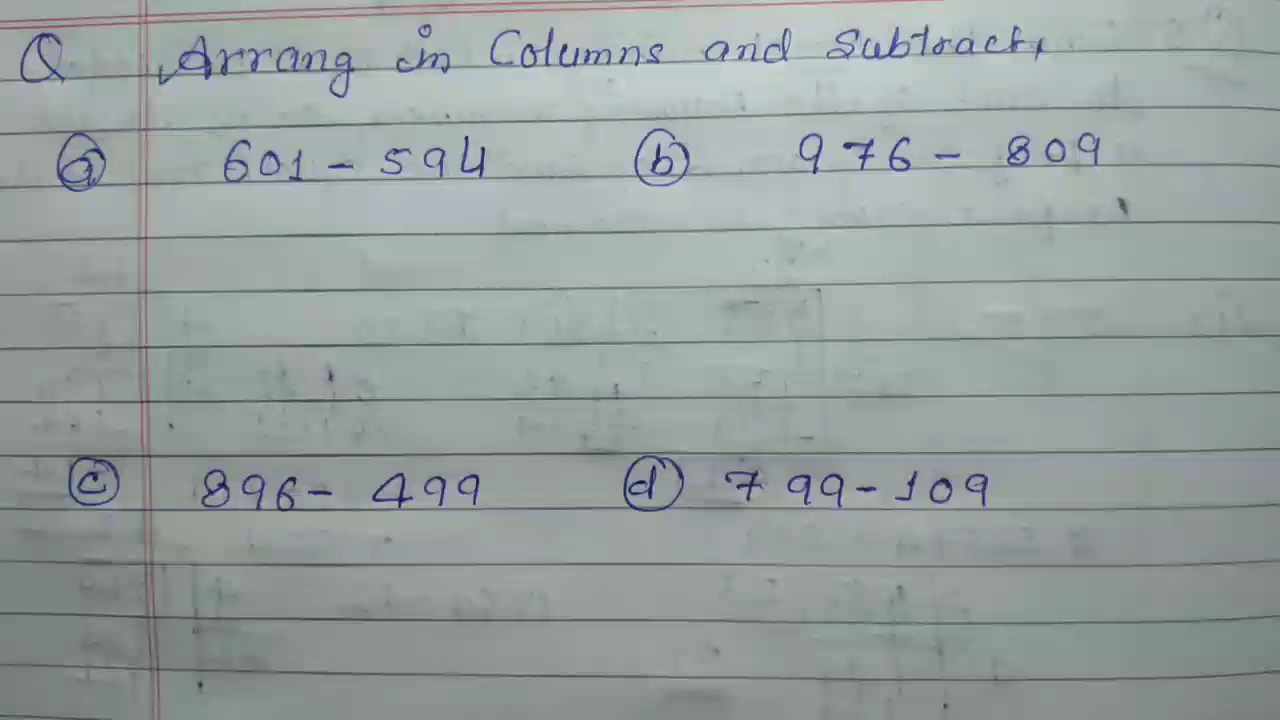 Q Arrang in Columns and Subtract,
(a) 601 - 594 (b) 976 - 809
(c) 896 - 499 (d) 799 - 109